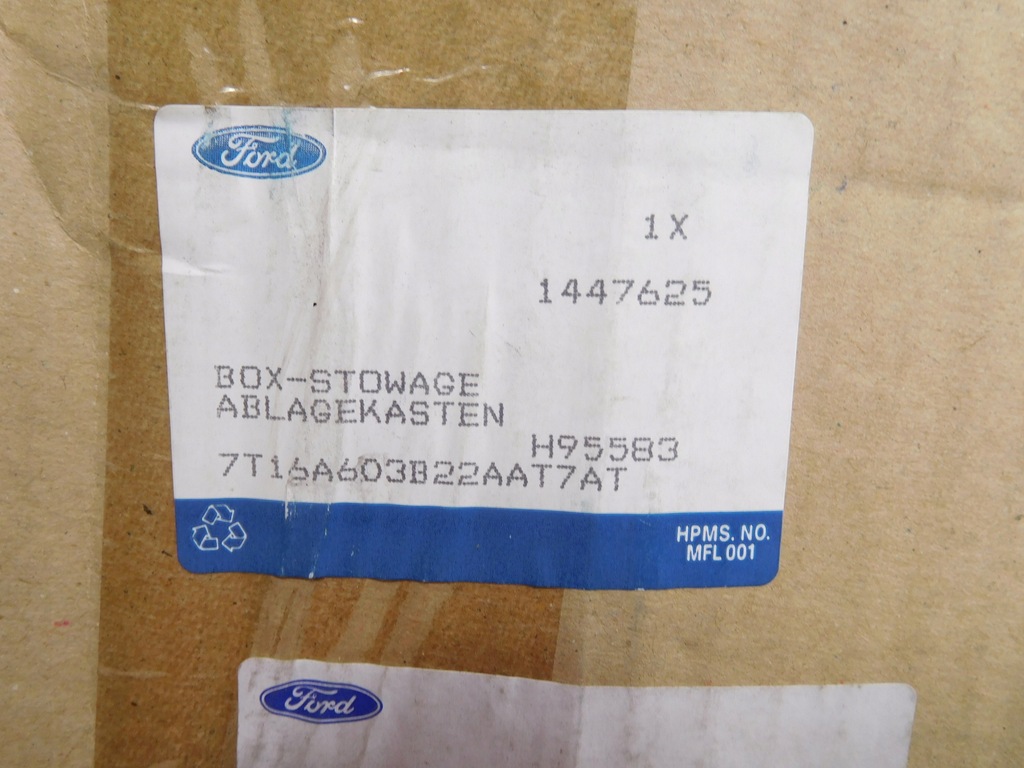 Ford
1X
1447625
BOX-STOWAGE
ABLAGEKASTEN
H95583
7T16A603B22AAT7AT
HPMS. NO.
MFL 001
Ford